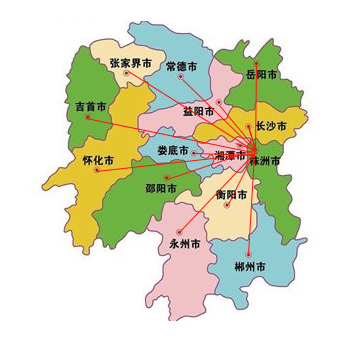 张家界市
常德市
岳阳市
吉首市
益阳市
长沙市
娄底市
湘潭市
株洲市
怀化市
邵阳市
衡阳市
永州市
郴州市